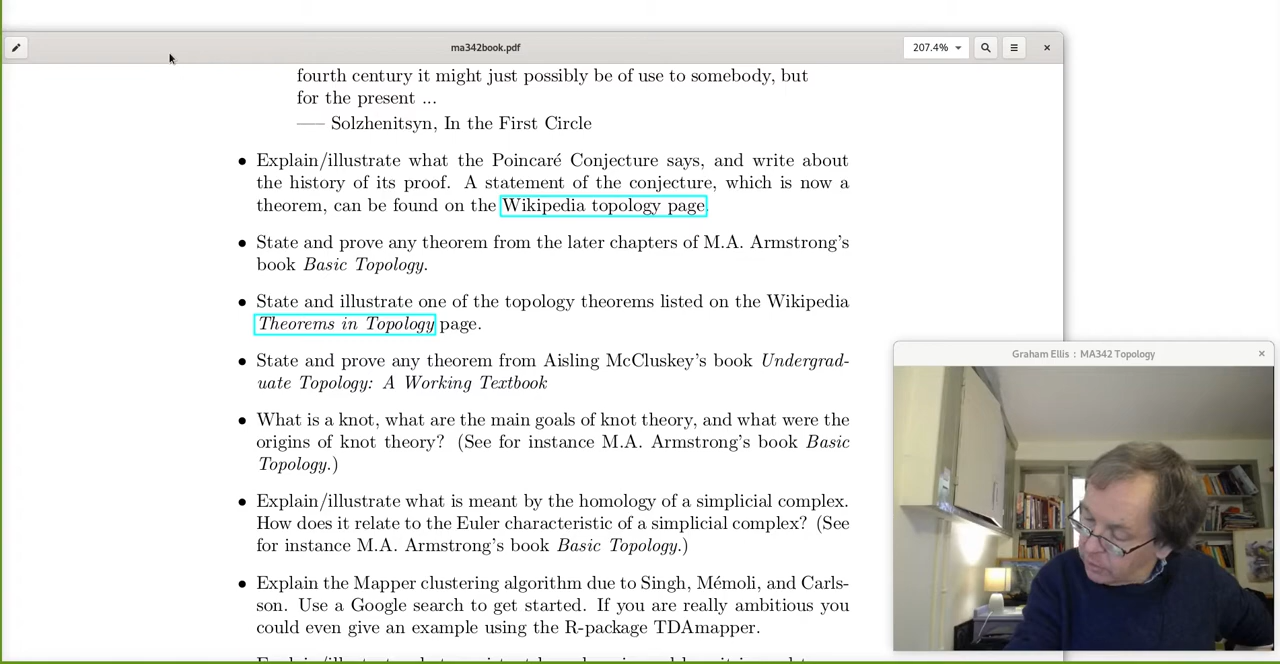 ma342book.pdf
207.4%
fourth century it might just possibly be of use to somebody, but
for the present ...
—– Solzhenitsyn, In the First Circle
• Explain/illustrate what the Poincaré Conjecture says, and write about
the history of its proof. A statement of the conjecture, which is now a
theorem, can be found on the Wikipedia topology page.
• State and prove any theorem from the later chapters of M.A. Armstrong's
book Basic Topology.
• State and illustrate one of the topology theorems listed on the Wikipedia
Theorems in Topology page.
• State and prove any theorem from Aisling McCluskey's book Undergrad-
uate Topology: A Working Textbook
• What is a knot, what are the main goals of knot theory, and what were the
origins of knot theory? (See for instance M.A. Armstrong's book Basic
Topology.)
• Explain/illustrate what is meant by the homology of a simplicial complex.
How does it relate to the Euler characteristic of a simplicial complex? (See
for instance M.A. Armstrong's book Basic Topology.)
• Explain the Mapper clustering algorithm due to Singh, Mémoli, and Carls-
son. Use a Google search to get started. If you are really ambitious you
could even give an example using the R-package TDAmapper.
Graham Ellis : MA342 Topology